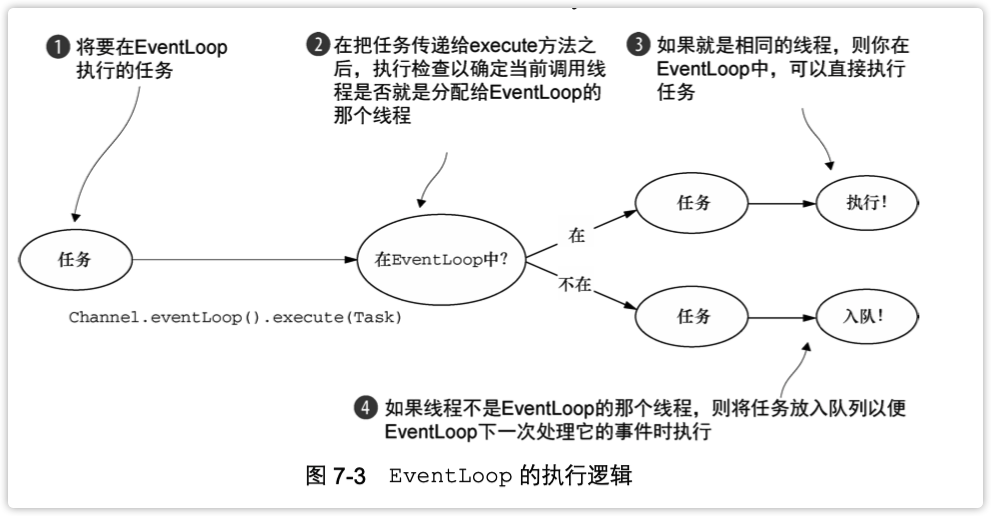 1 将要在EventLoop
执行的任务
2 在把任务传递给execute方法之
后，执行检查以确定当前调用线
程是否就是分配给EventLoop的
那个线程
3 如果就是相同的线程，则你在
EventLoop中，可以直接执行
任务
任务
Channel.eventLoop().execute(Task)
在EventLoop中？
在
任务
执行！
不在
任务
入队！
4 如果线程不是EventLoop的那个线程，则将任务放入队列以便
EventLoop下一次处理它的事件时执行
图 7-3 EventLoop 的执行逻辑